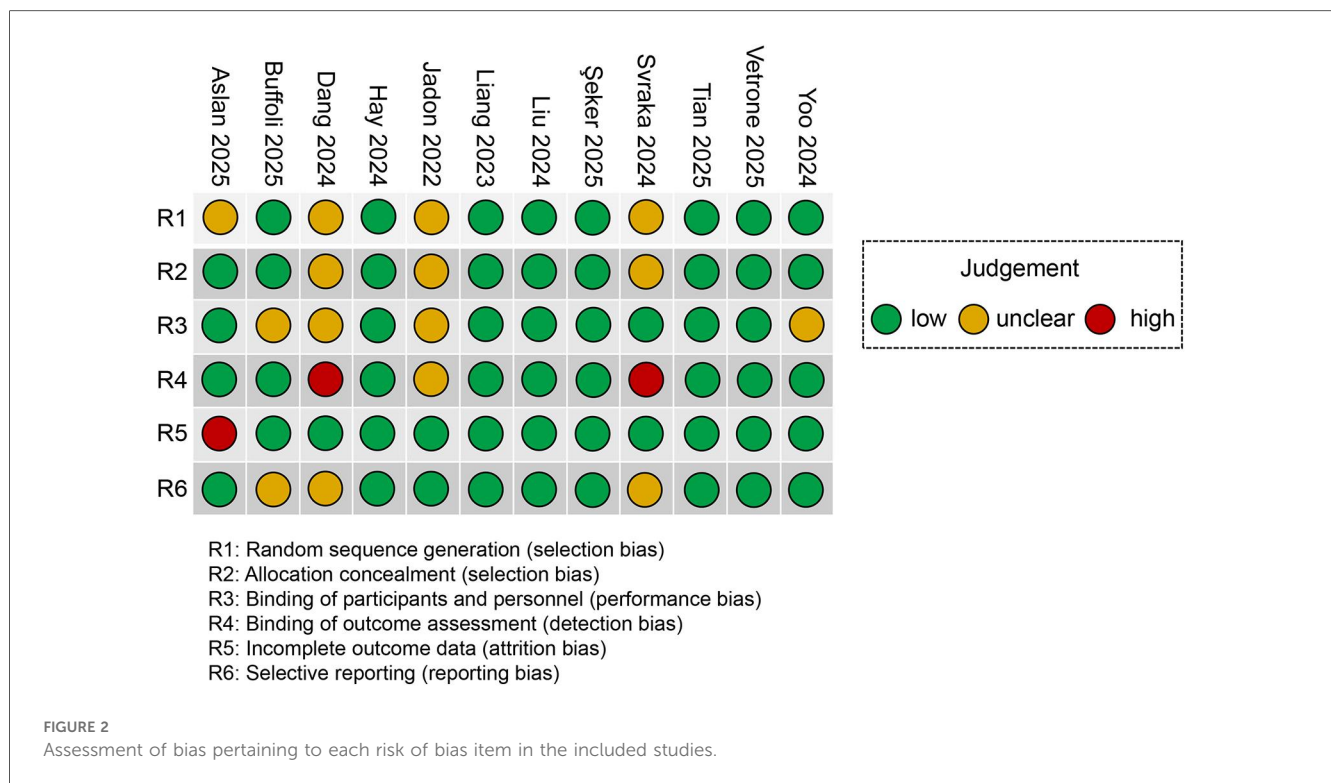 Aslan 2025
Buffoli 2025
Dang 2024
Hay 2024
Jadon 2022
Liang 2023
Liu 2024
Şeker 2025
Svraka 2024
Tian 2025
Vetrone 2025
Yoo 2024
R1
R2
R3
R4
R5
R6
Judgement
low unclear high
R1: Random sequence generation (selection bias)
R2: Allocation concealment (selection bias)
R3: Binding of participants and personnel (performance bias)
R4: Binding of outcome assessment (detection bias)
R5: Incomplete outcome data (attrition bias)
R6: Selective reporting (reporting bias)
FIGURE 2
Assessment of bias pertaining to each risk of bias item in the included studies.